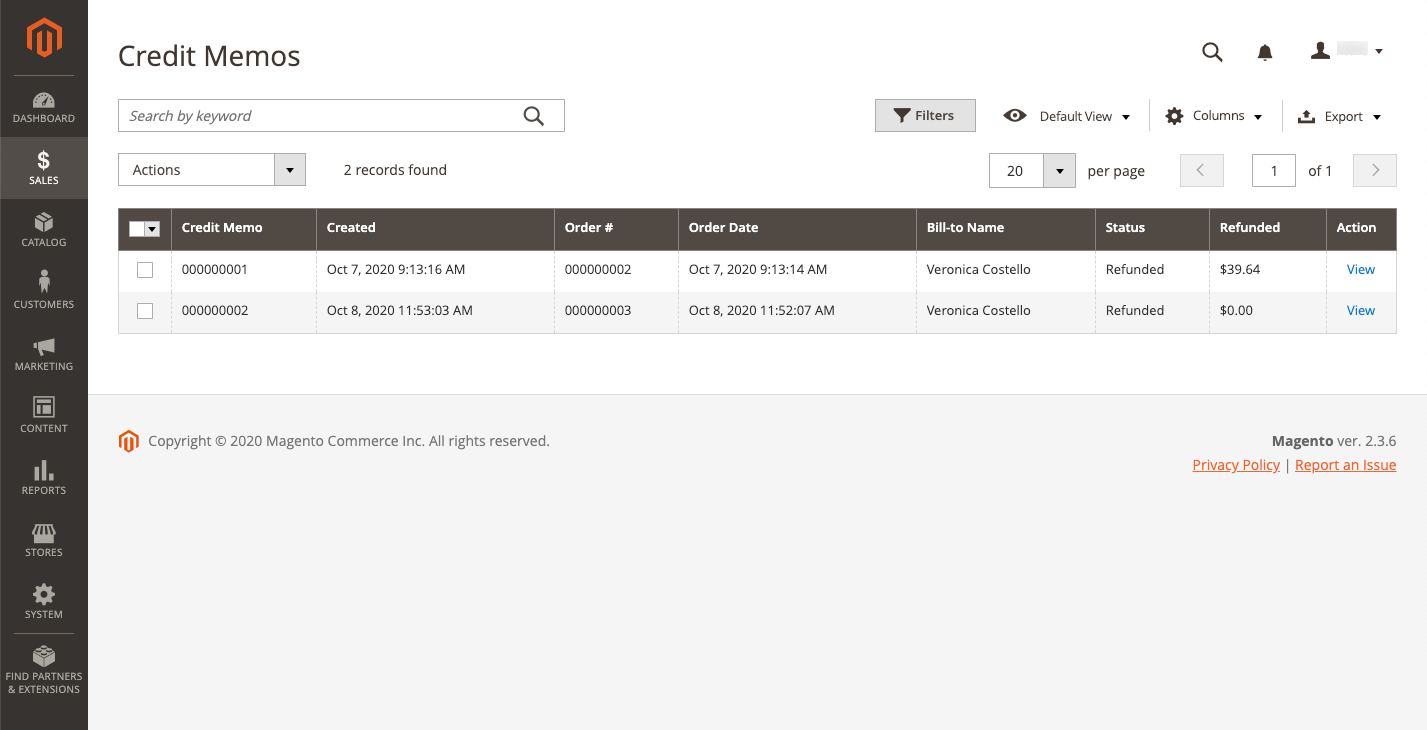 Credit Memos
Search by keyword
Filters
Default View
Columns
Export
Actions
2 records found
20
per page
1
of 1
Credit Memo Created Order # Order Date Bill-to Name Status Refunded Action
000000001 Oct 7, 2020 9:13:16 AM 000000002 Oct 7, 2020 9:13:14 AM Veronica Costello Refunded $39.64 View
000000002 Oct 8, 2020 11:53:03 AM 000000003 Oct 8, 2020 11:52:07 AM Veronica Costello Refunded $0.00 View
Copyright © 2020 Magento Commerce Inc. All rights reserved.
Magento ver. 2.3.6
Privacy Policy | Report an Issue
DASHBOARD
$
SALES
CATALOG
CUSTOMERS
MARKETING
CONTENT
REPORTS
STORES
SYSTEM
FIND PARTNERS
& EXTENSIONS